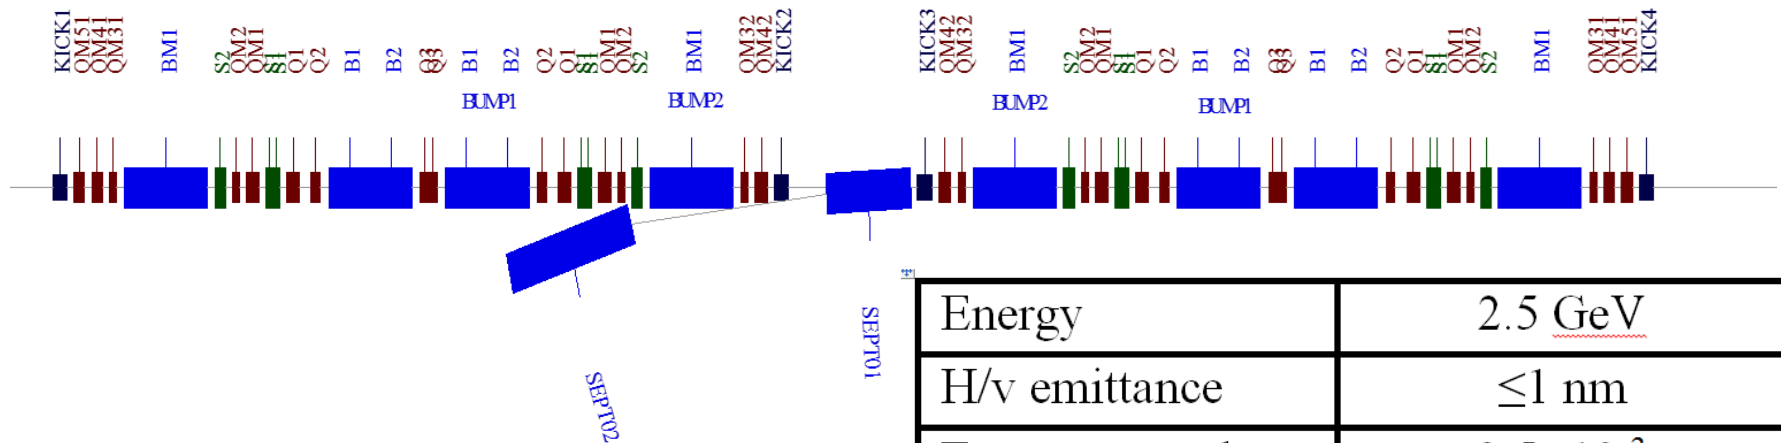 KICK1 QM51 QM41 QM31 BM1 S2 QM2 QM1 S1 Q1 Q2 B1 B2 Q3 B1 B2 Q2 Q1 S1 QM1 QM2 S2 BM1 QM32 QM42 KICK2 KICK3 QM42 QM32 BM1 S2 QM2 QM1 S1 Q1 Q2 B1 B2 Q3 B1 B2 Q2 Q1 S1 QM1 QM2 S2 BM1 QM31 QM41 QM51 KICK4
BUMP1 BUMP2 BUMP2 BUMP1
SEPT01
SEPT02
Energy 2.5 GeV
H/v emittance ≤1 nm